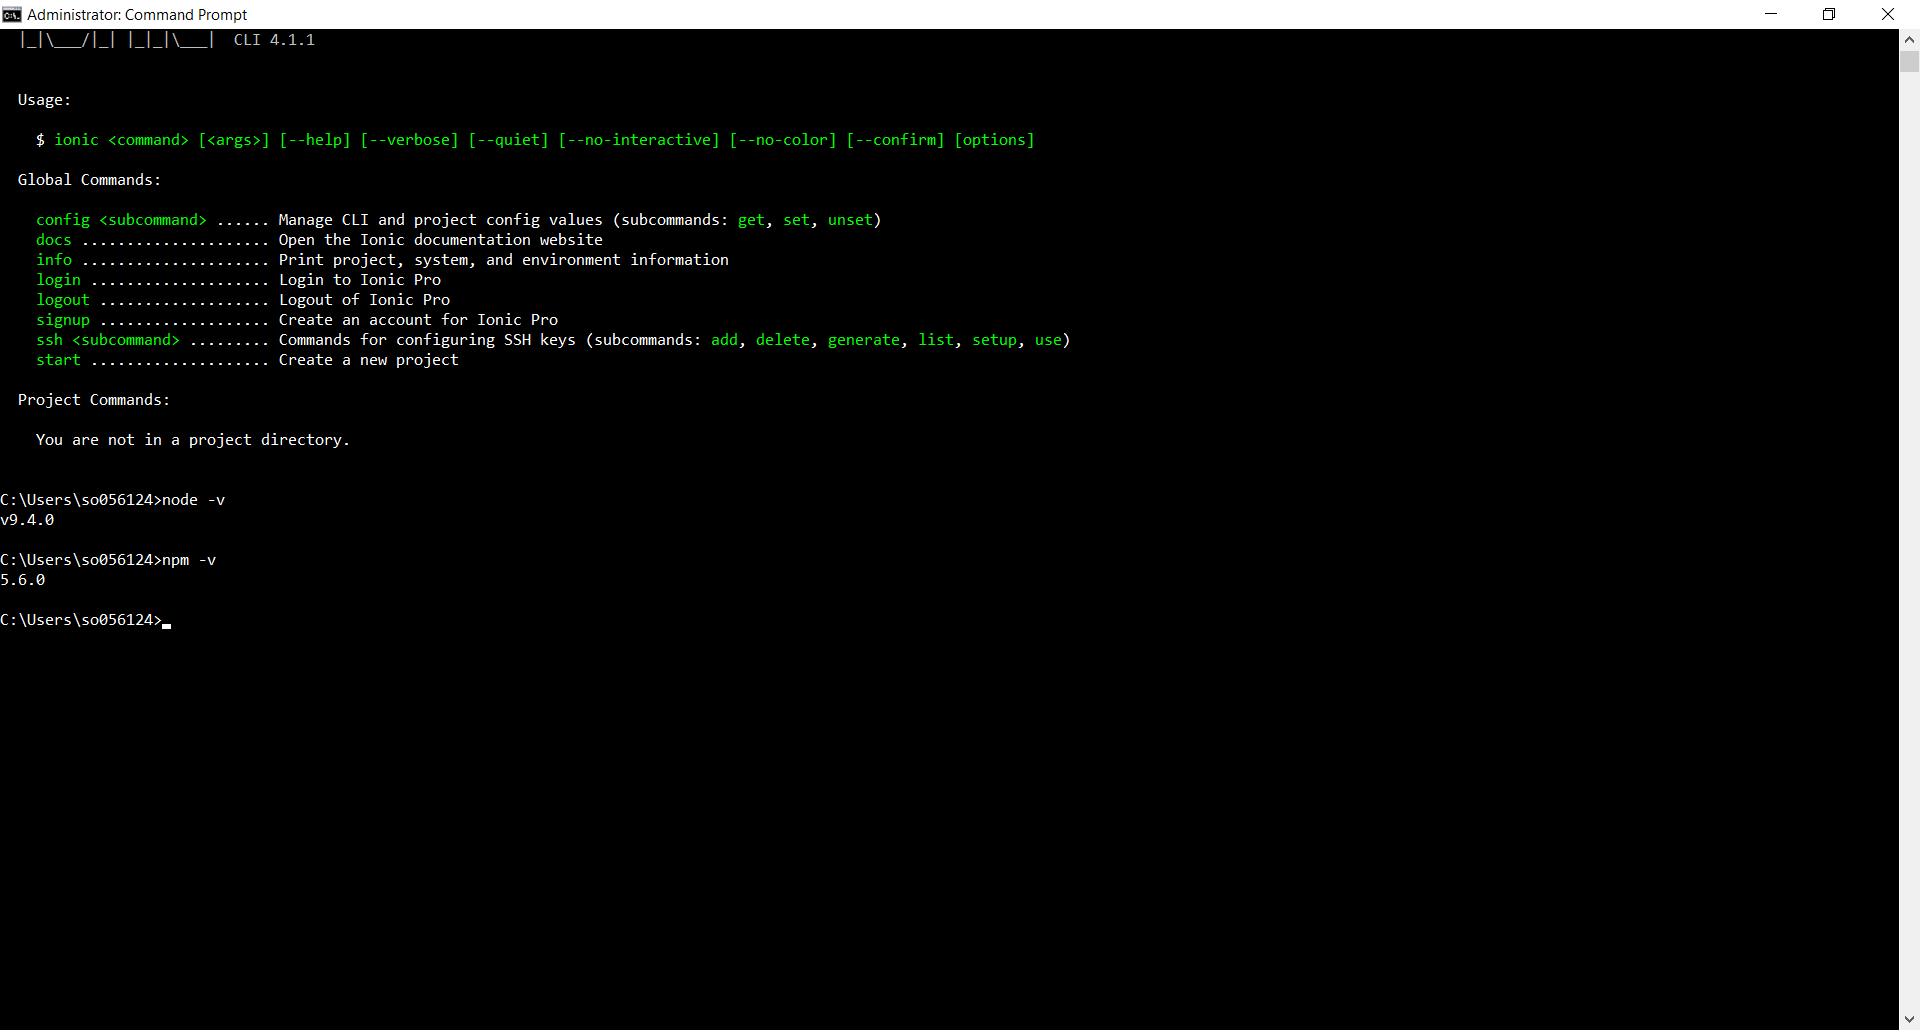 Administrator: Command Prompt
|_|\___/|_| |_|_|\___|  CLI 4.1.1
Usage:
$ ionic <command> [<args>] [--help] [--verbose] [--quiet] [--no-interactive] [--no-color] [--confirm] [options]
Global Commands:
config <subcommand> ...... Manage CLI and project config values (subcommands: get, set, unset)
docs ..................... Open the Ionic documentation website
info ..................... Print project, system, and environment information
login .................... Login to Ionic Pro
logout ................... Logout of Ionic Pro
signup ................... Create an account for Ionic Pro
ssh <subcommand> ......... Commands for configuring SSH keys (subcommands: add, delete, generate, list, setup, use)
start .................... Create a new project
Project Commands:
You are not in a project directory.
C:\Users\so056124>node -v
v9.4.0
C:\Users\so056124>npm -v
5.6.0
C:\Users\so056124>